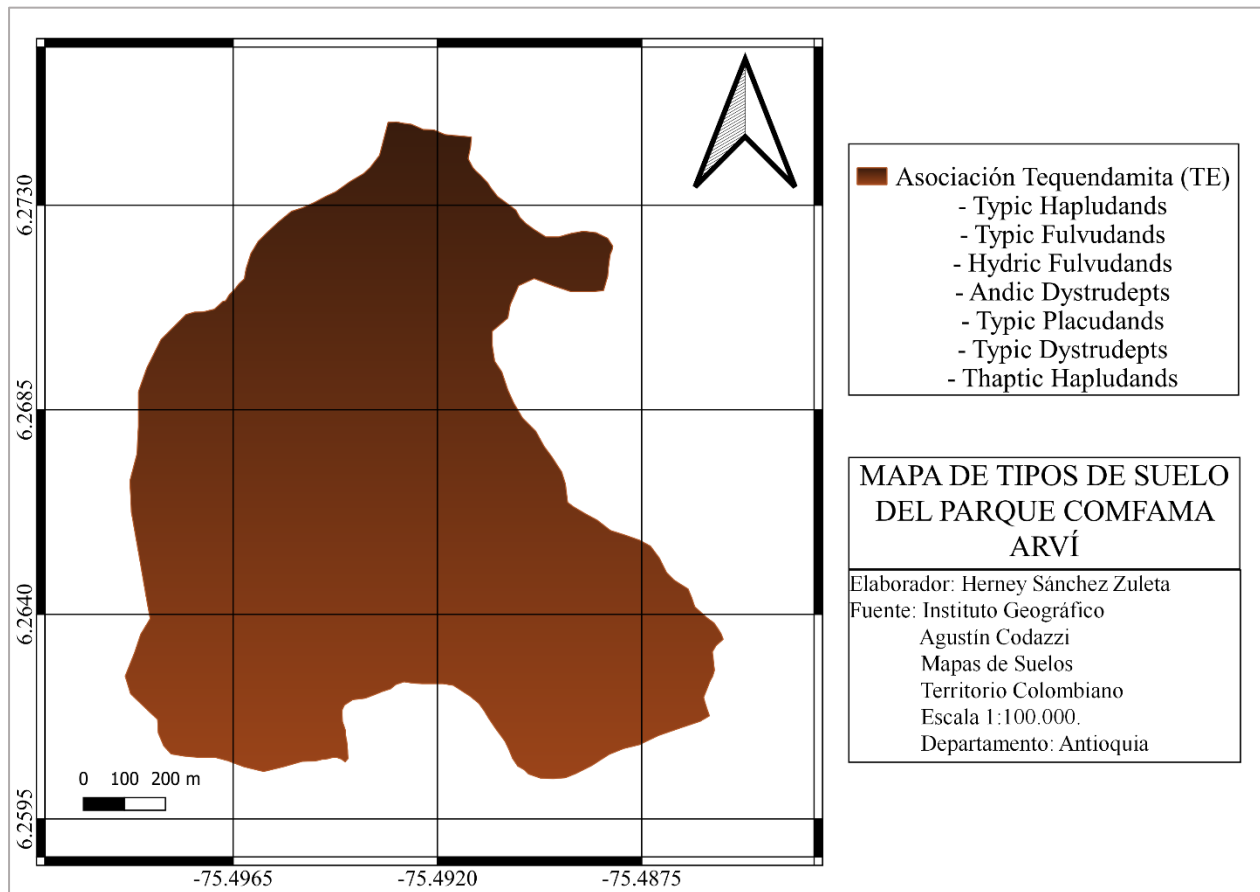 6.2730
6.2685
6.2640
6.2595
0 100 200 m
-75.4965 -75.4920 -75.4875
Asociación Tequendamita (TE)
- Typic Hapludands
- Typic Fulvudands
- Hydric Fulvudands
- Andic Dystrudepts
- Typic Placudands
- Typic Dystrudepts
- Thaptic Hapludands
MAPA DE TIPOS DE SUELO
DEL PARQUE COMFAMA
ARVÍ
Elaborador: Herney Sánchez Zuleta
Fuente: Instituto Geográfico
Agustín Codazzi
Mapas de Suelos
Territorio Colombiano
Escala 1:100.000.
Departamento: Antioquia